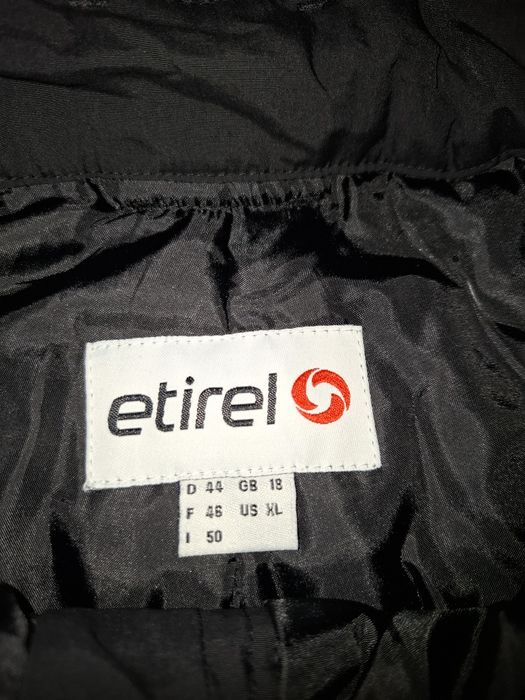 etirel
D 44 GB 18
F 46 US XL
I 50